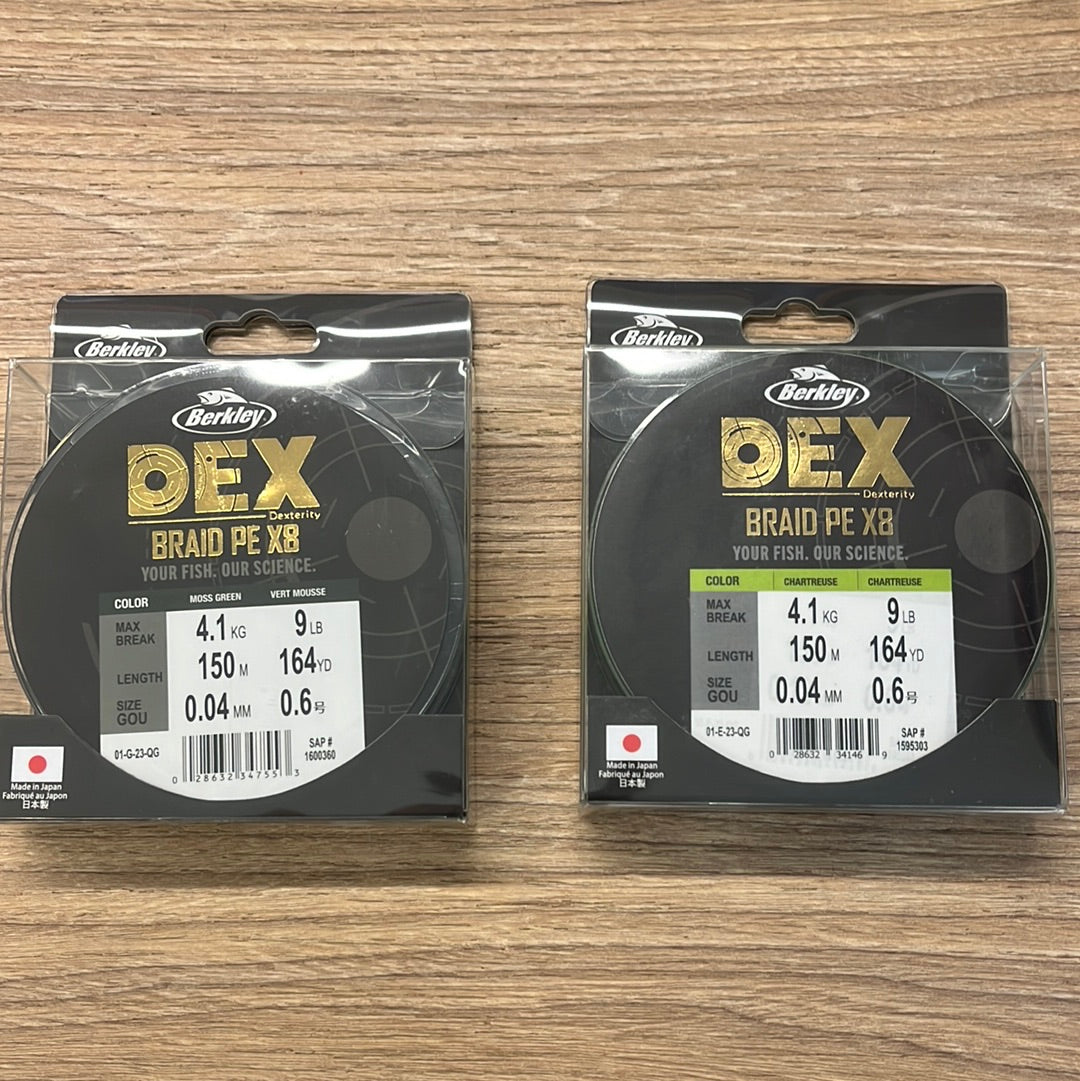 Berkley
Berkley
DEX
Dexterity
BRAID PE X8
YOUR FISH. OUR SCIENCE.
COLOR MOSS GREEN VERT MOUSSE
MAX BREAK 4.1 KG 9 LB
LENGTH 150 M 164 YD
SIZE GOU 0.04 MM 0.6号
01-G-23-QG
SAP #
1600360
0 28632 34755 3
Made in Japan
Fabriqué au Japon
日本製
Berkley
Berkley
DEX
Dexterity
BRAID PE X8
YOUR FISH. OUR SCIENCE.
COLOR CHARTREUSE CHARTREUSE
MAX BREAK 4.1 KG 9 LB
LENGTH 150 M 164 YD
SIZE GOU 0.04 MM 0.6号
01-E-23-QG
SAP #
1595303
0 28632 34146 9
Made in Japan
Fabriqué au Japon
日本製